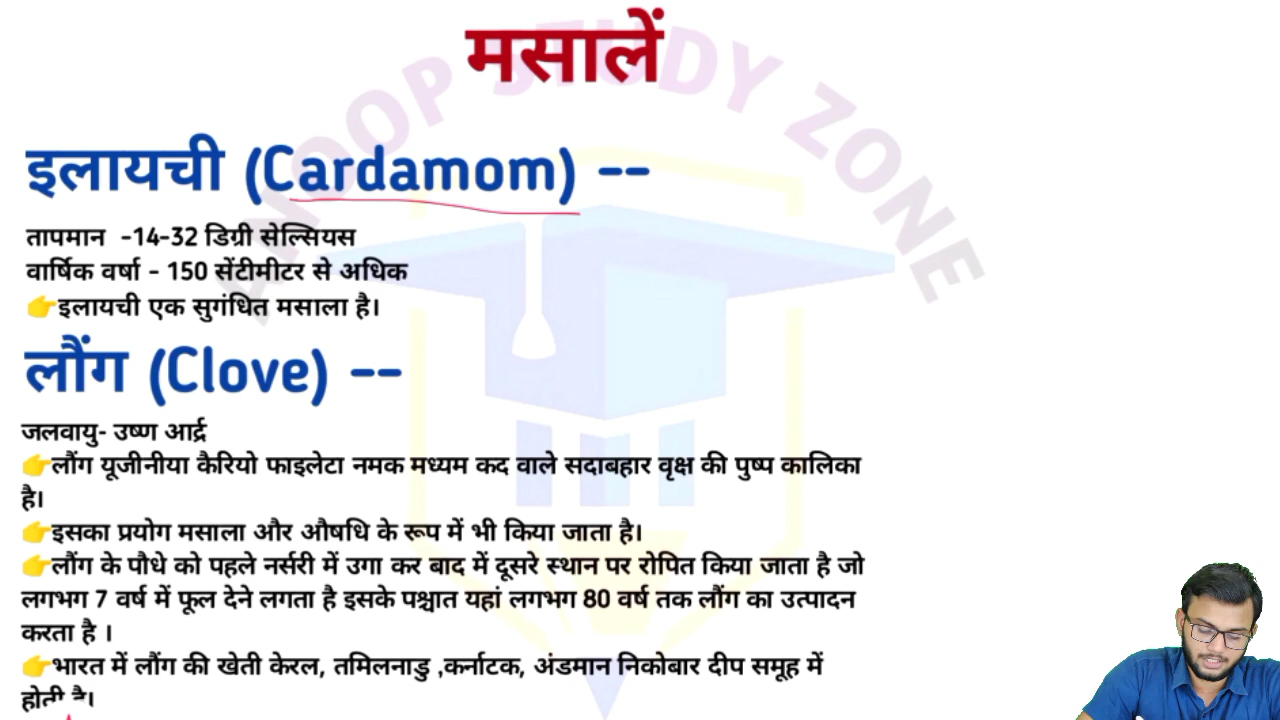 मसालें
ANOOP STUDY ZONE
इलायची (Cardamom) --
तापमान -14-32 डिग्री सेल्सियस
वार्षिक वर्षा - 150 सेंटीमीटर से अधिक
👉इलायची एक सुगंधित मसाला है।
लौंग (Clove) --
जलवायु- उष्ण आर्द्र
👉लौंग यूजीनीया कैरियो फाइलेटा नमक मध्यम कद वाले सदाबहार वृक्ष की पुष्प कालिका
है।
👉इसका प्रयोग मसाला और औषधि के रूप में भी किया जाता है।
👉लौंग के पौधे को पहले नर्सरी में उगा कर बाद में दूसरे स्थान पर रोपित किया जाता है जो
लगभग 7 वर्ष में फूल देने लगता है इसके पश्चात यहां लगभग 80 वर्ष तक लौंग का उत्पादन
करता है ।
👉भारत में लौंग की खेती केरल, तमिलनाडु ,कर्नाटक, अंडमान निकोबार दीप समूह में
होती है।